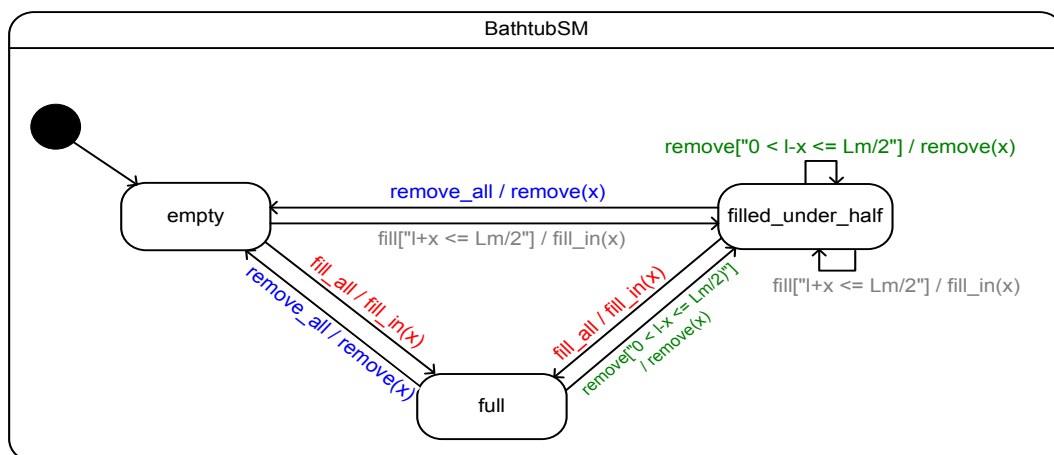 BathtubSM
remove["0 < l-x <= Lm/2"] / remove(x)
empty
remove_all / remove(x)
filled_under_half
fill["l+x <= Lm/2"] / fill_in(x)
fill["l+x <= Lm/2"] / fill_in(x)
fill_all / fill_in(x)
remove_all / remove(x)
fill_all / fill_in(x)
remove["0 < l-x <= Lm/2)"]
/ remove(x)
full